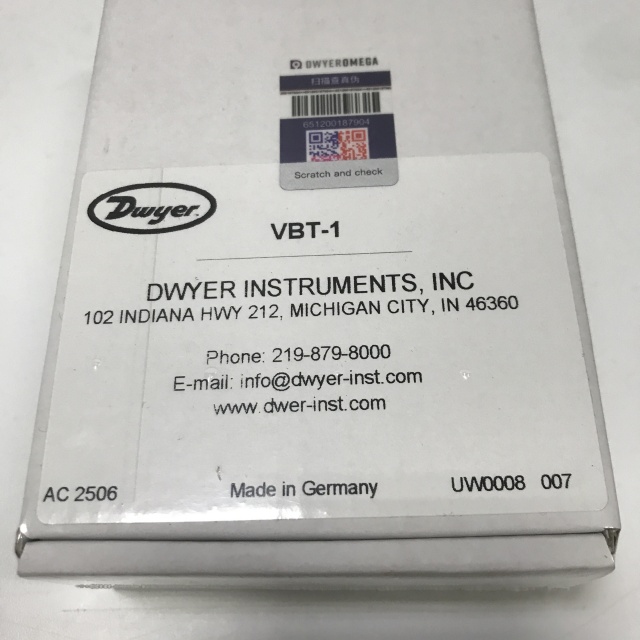 DWYEROMEGA
扫描查真伪
651200187904
Scratch and check
Dwyer.
VBT-1
DWYER INSTRUMENTS, INC
102 INDIANA HWY 212, MICHIGAN CITY, IN 46360
Phone: 219-879-8000
E-mail: info@dwyer-inst.com
www.dwer-inst.com
AC 2506 Made in Germany UW0008 007